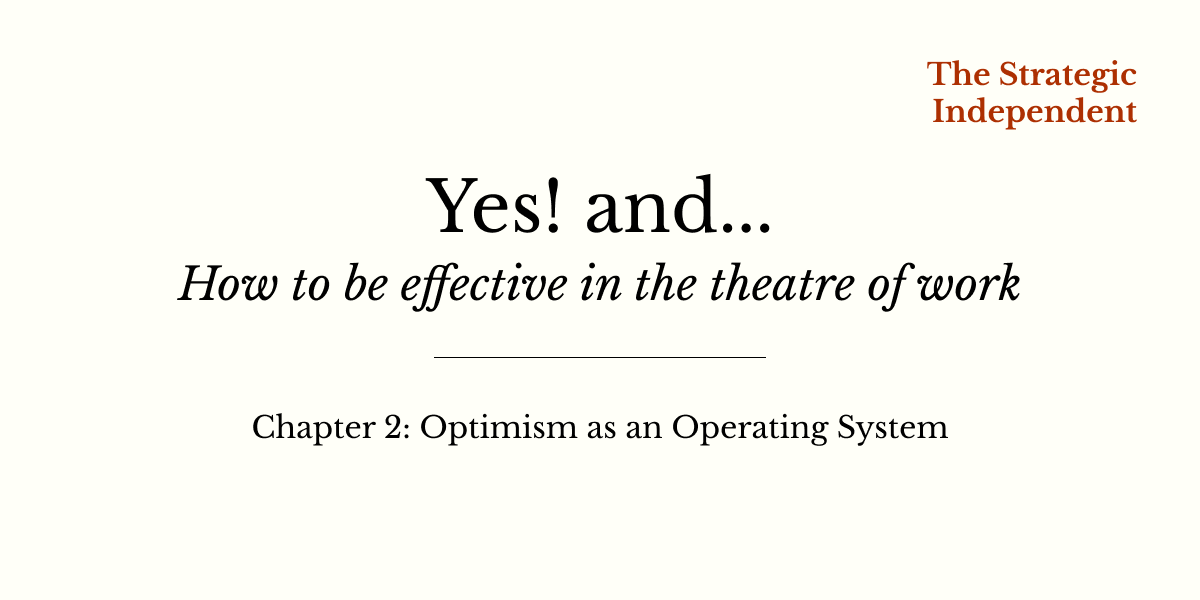 The Strategic
Independent
Yes! and...
How to be effective in the theatre of work
Chapter 2: Optimism as an Operating System